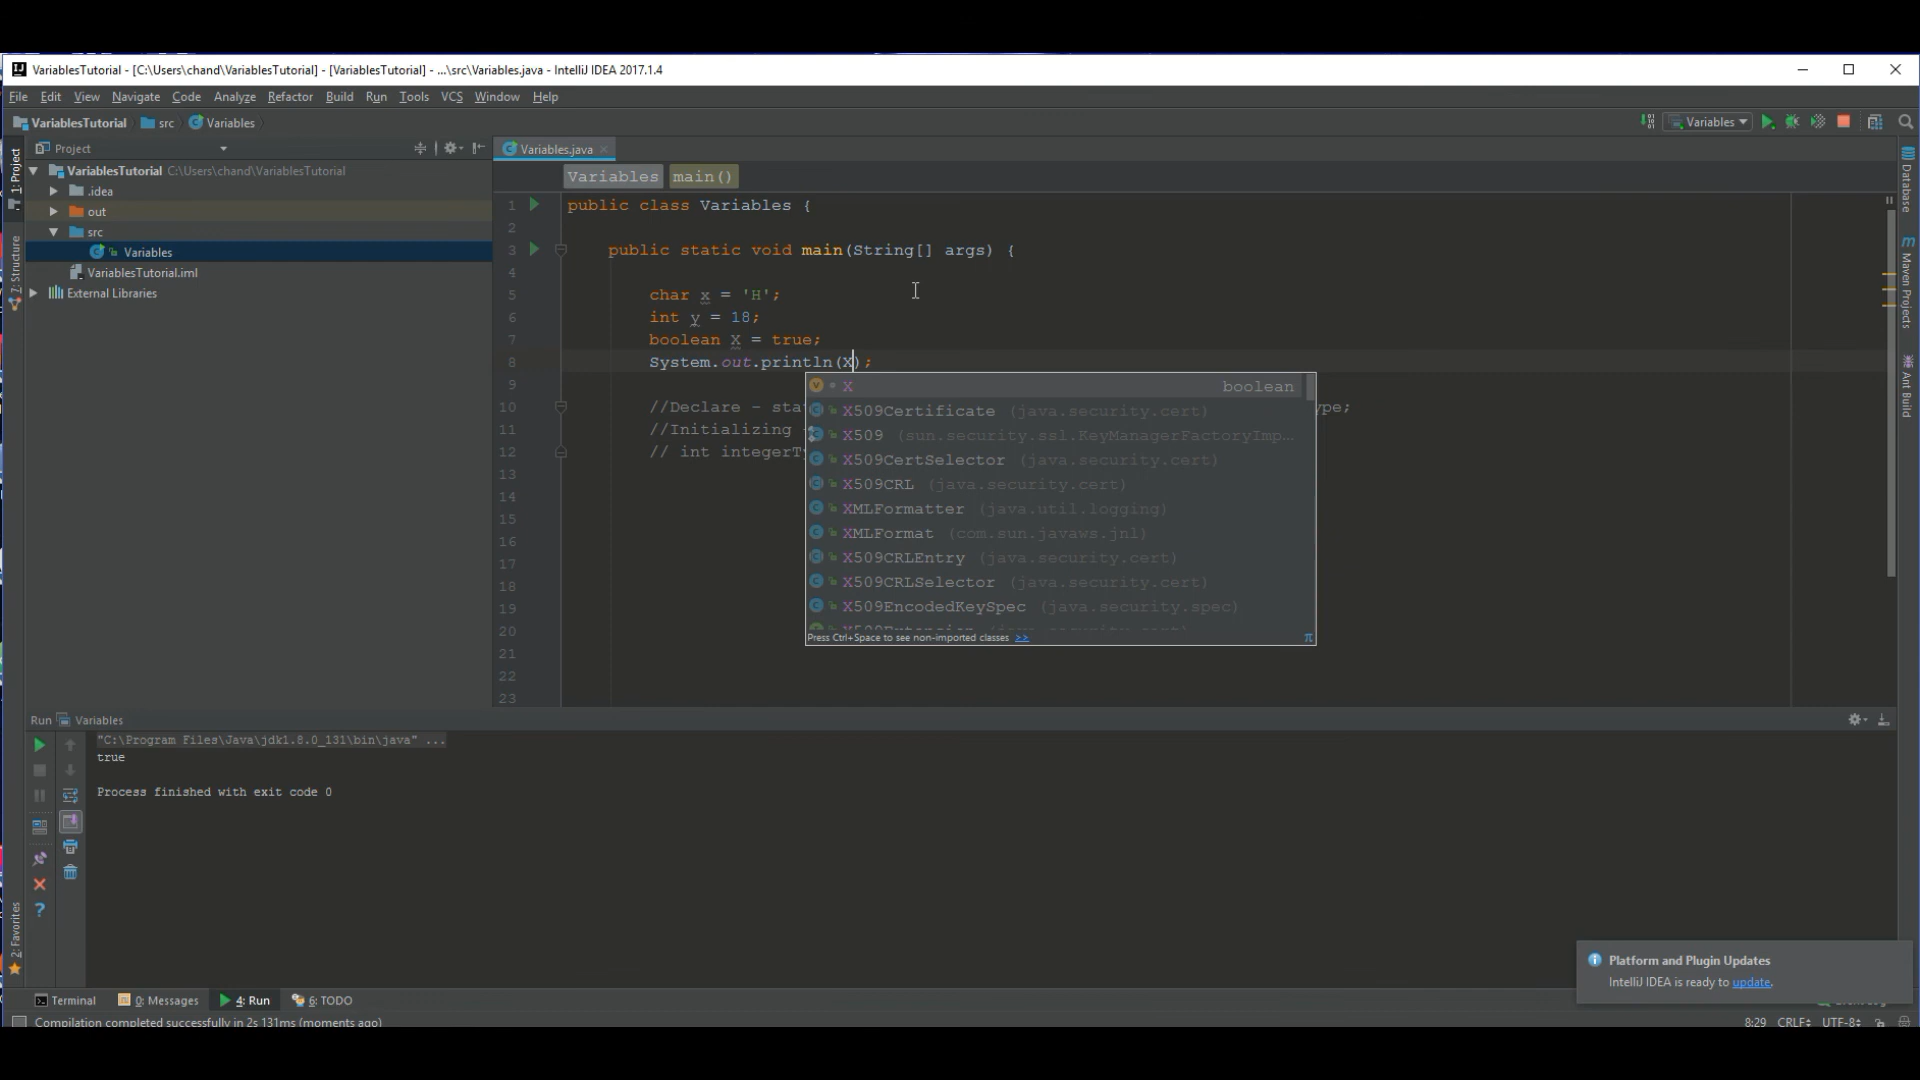 VariablesTutorial - [C:\Users\chand\VariablesTutorial] - [VariablesTutorial] - ...\src\Variables.java - IntelliJ IDEA 2017.1.4
File Edit View Navigate Code Analyze Refactor Build Run Tools VCS Window Help
VariablesTutorial src Variables
Variables
1: Project
Project
Variables.java
VariablesTutorial C:\Users\chand\VariablesTutorial
.idea
out
src
Variables
VariablesTutorial.iml
External Libraries
7: Structure
2: Favorites
Variables main()
1 public class Variables {
2
3 public static void main(String[] args) {
4
5 char x = 'H';
6 int y = 18;
7 boolean X = true;
8 System.out.println(X);
9
10 //Declare - sta ype;
11 //Initializing
12 // int integerTy
13
14
15
16
17
18
19
20
21
22
23
X boolean
X509Certificate (java.security.cert)
X509 (sun.security.ssl.KeyManagerFactoryImp...
X509CertSelector (java.security.cert)
X509CRL (java.security.cert)
XMLFormatter (java.util.logging)
XMLFormat (com.sun.javaws.jnl)
X509CRLEntry (java.security.cert)
X509CRLSelector (java.security.cert)
X509EncodedKeySpec (java.security.spec)
Press Ctrl+Space to see non-imported classes >>
Database
Maven Projects
Ant Build
Run Variables
"C:\Program Files\Java\jdk1.8.0_131\bin\java" ...
true
Process finished with exit code 0
Platform and Plugin Updates
IntelliJ IDEA is ready to update.
Terminal 0: Messages 4: Run 6: TODO
Compilation completed successfully in 2s 131ms (moments ago)
8:29 CRLF UTF-8